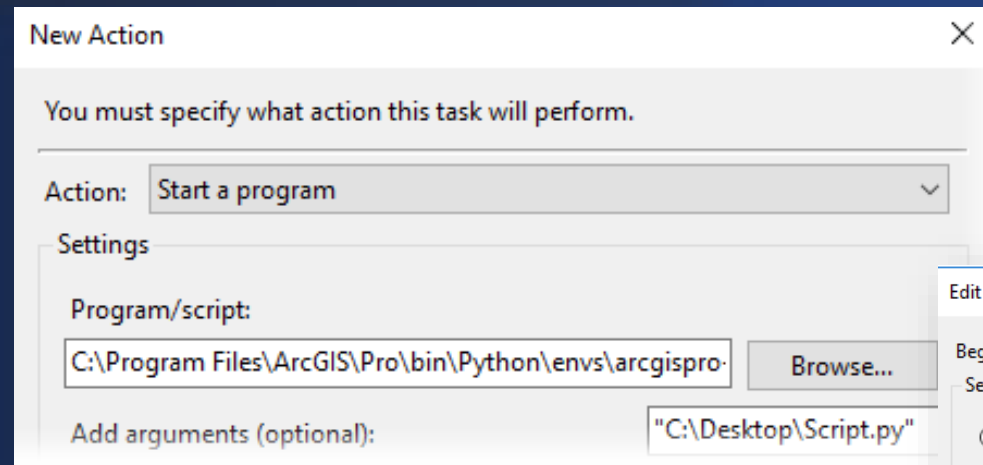 New Action
You must specify what action this task will perform.
Action: Start a program
Settings
Program/script:
C:\Program Files\ArcGIS\Pro\bin\Python\envs\arcgispro-
Browse...
Add arguments (optional): "C:\Desktop\Script.py"
Edit